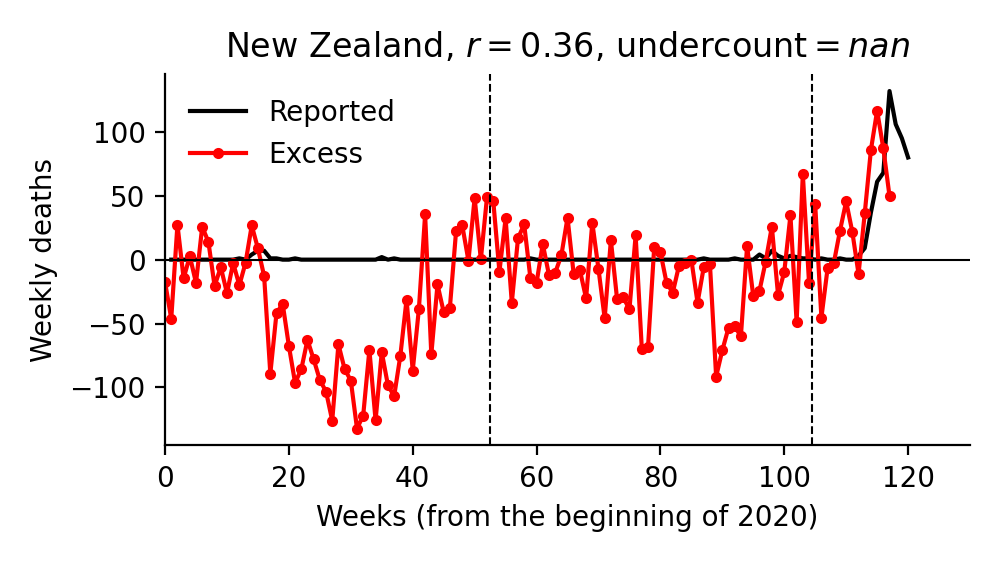 New Zealand, r = 0.36, undercount = nan
Reported
Excess
Weekly deaths
100
50
0
−50
−100
0 20 40 60 80 100 120
Weeks (from the beginning of 2020)